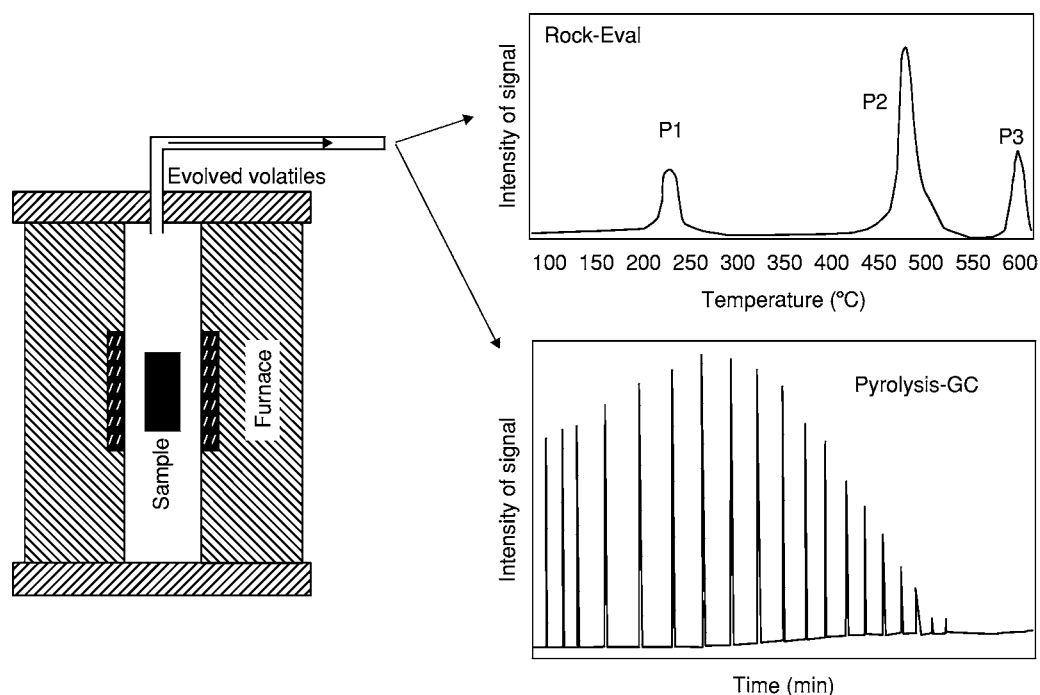 Evolved volatiles
Sample
Furnace
Intensity of signal
Rock-Eval
P1
P2
P3
100 150 200 250 300 350 400 450 500 550 600
Temperature (°C)
Intensity of signal
Pyrolysis-GC
Time (min)